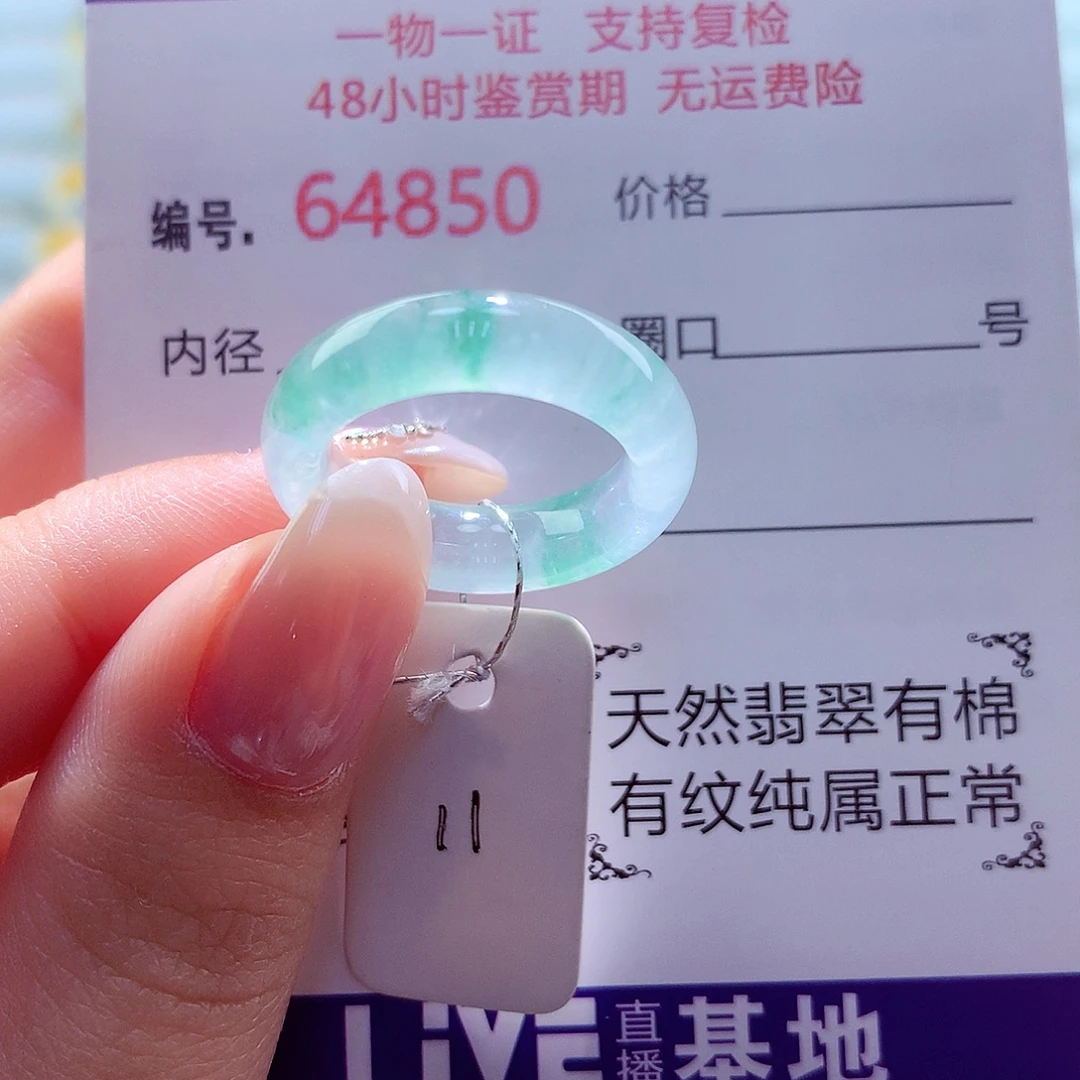 一物一证 支持复检
48小时鉴赏期 无运费险
编号. 64850 价格
内径 圈口 号
天然翡翠有棉
有纹纯属正常
11
LiVE 直播 基地